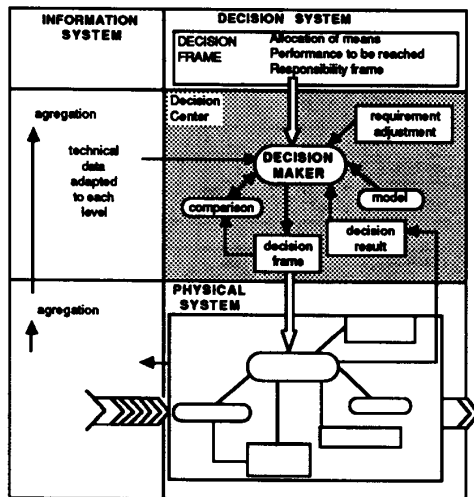 INFORMATION
SYSTEM
DECISION SYSTEM
DECISION
FRAME
Allocation of means
Performance to be reached
Responsibility frame
agregation
technical
data
adapted
to each
level
Decision
Center
requirement
adjustment
DECISION
MAKER
comparison
model
decision
frame
decision
result
agregation
PHYSICAL
SYSTEM